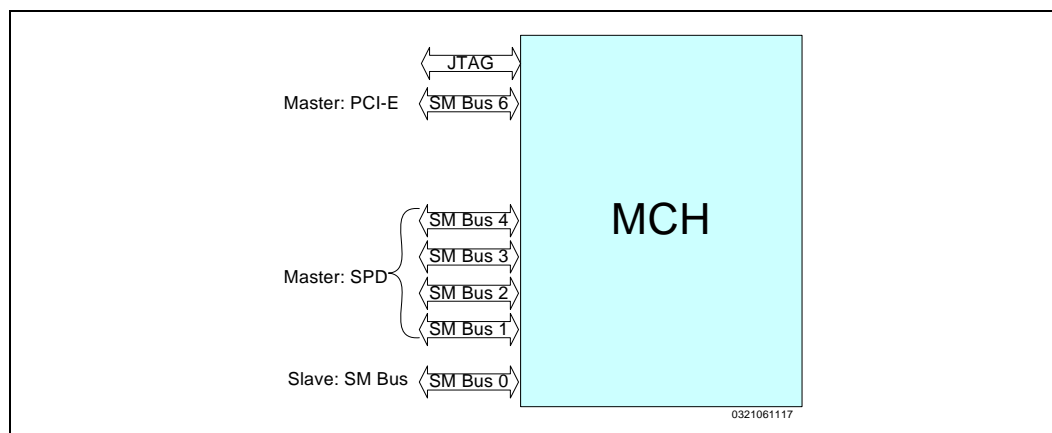 JTAG
Master: PCI-E
SM Bus 6
SM Bus 4
SM Bus 3
Master: SPD
SM Bus 2
SM Bus 1
Slave: SM Bus
SM Bus 0
MCH
0321061117